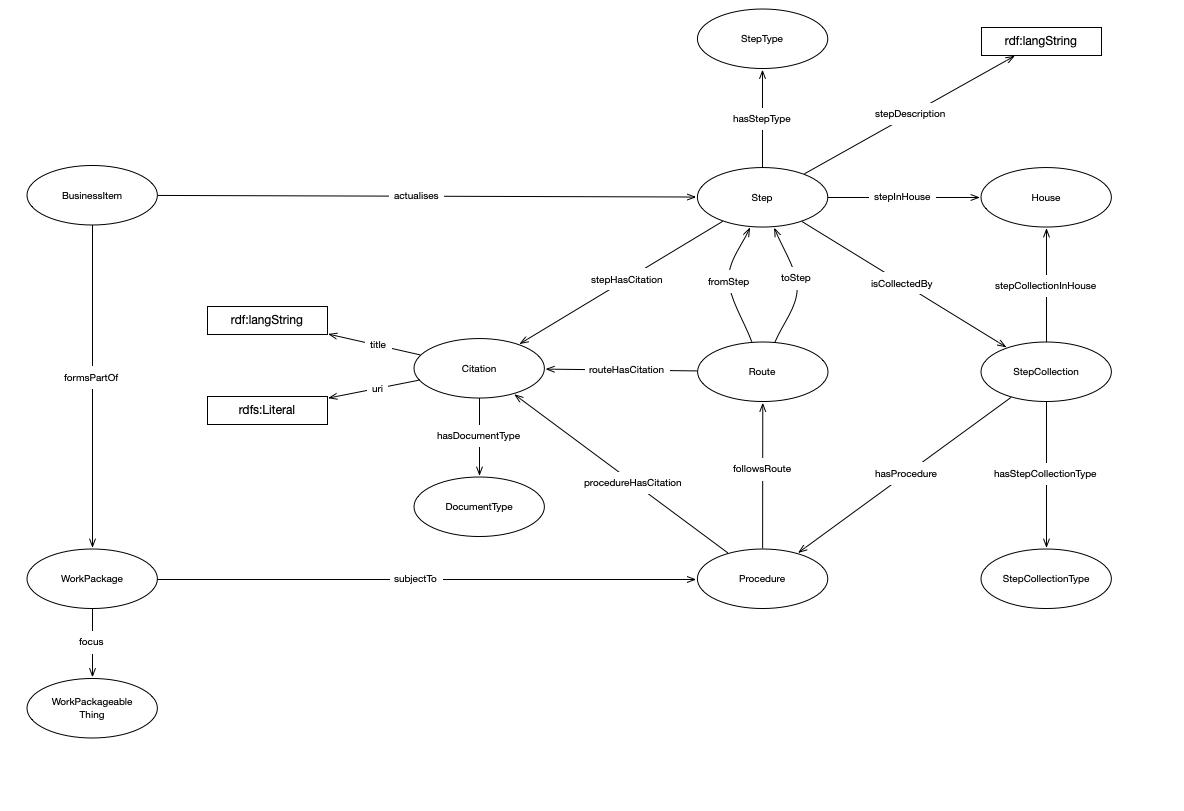 StepType
rdf:langString
stepDescription
hasStepType
BusinessItem
actualises
Step
stepInHouse
House
stepHasCitation
fromStep
toStep
isCollectedBy
stepCollectionInHouse
rdf:langString
title
Citation
routeHasCitation
Route
StepCollection
formsPartOf
uri
rdfs:Literal
hasDocumentType
followsRoute
hasProcedure
hasStepCollectionType
procedureHasCitation
DocumentType
WorkPackage
subjectTo
Procedure
StepCollectionType
focus
WorkPackageable
Thing